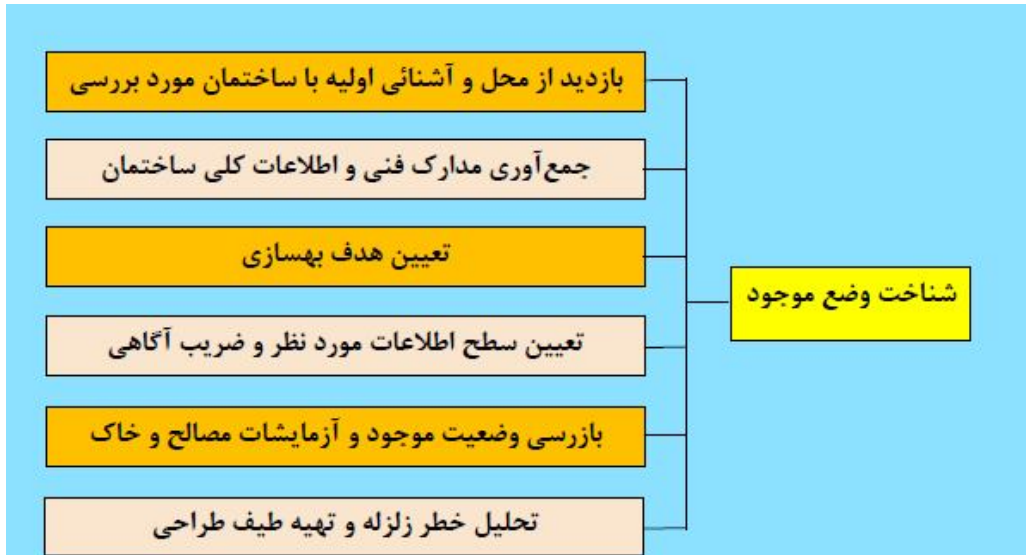 شناخت وضع موجود
بازدید از محل و آشنائی اولیه با ساختمان مورد بررسی
جمع‌آوری مدارک فنی و اطلاعات کلی ساختمان
تعیین هدف بهسازی
تعیین سطح اطلاعات مورد نظر و ضریب آگاهی
بازرسی وضعیت موجود و آزمایشات مصالح و خاک
تحلیل خطر زلزله و تهیه طیف طراحی